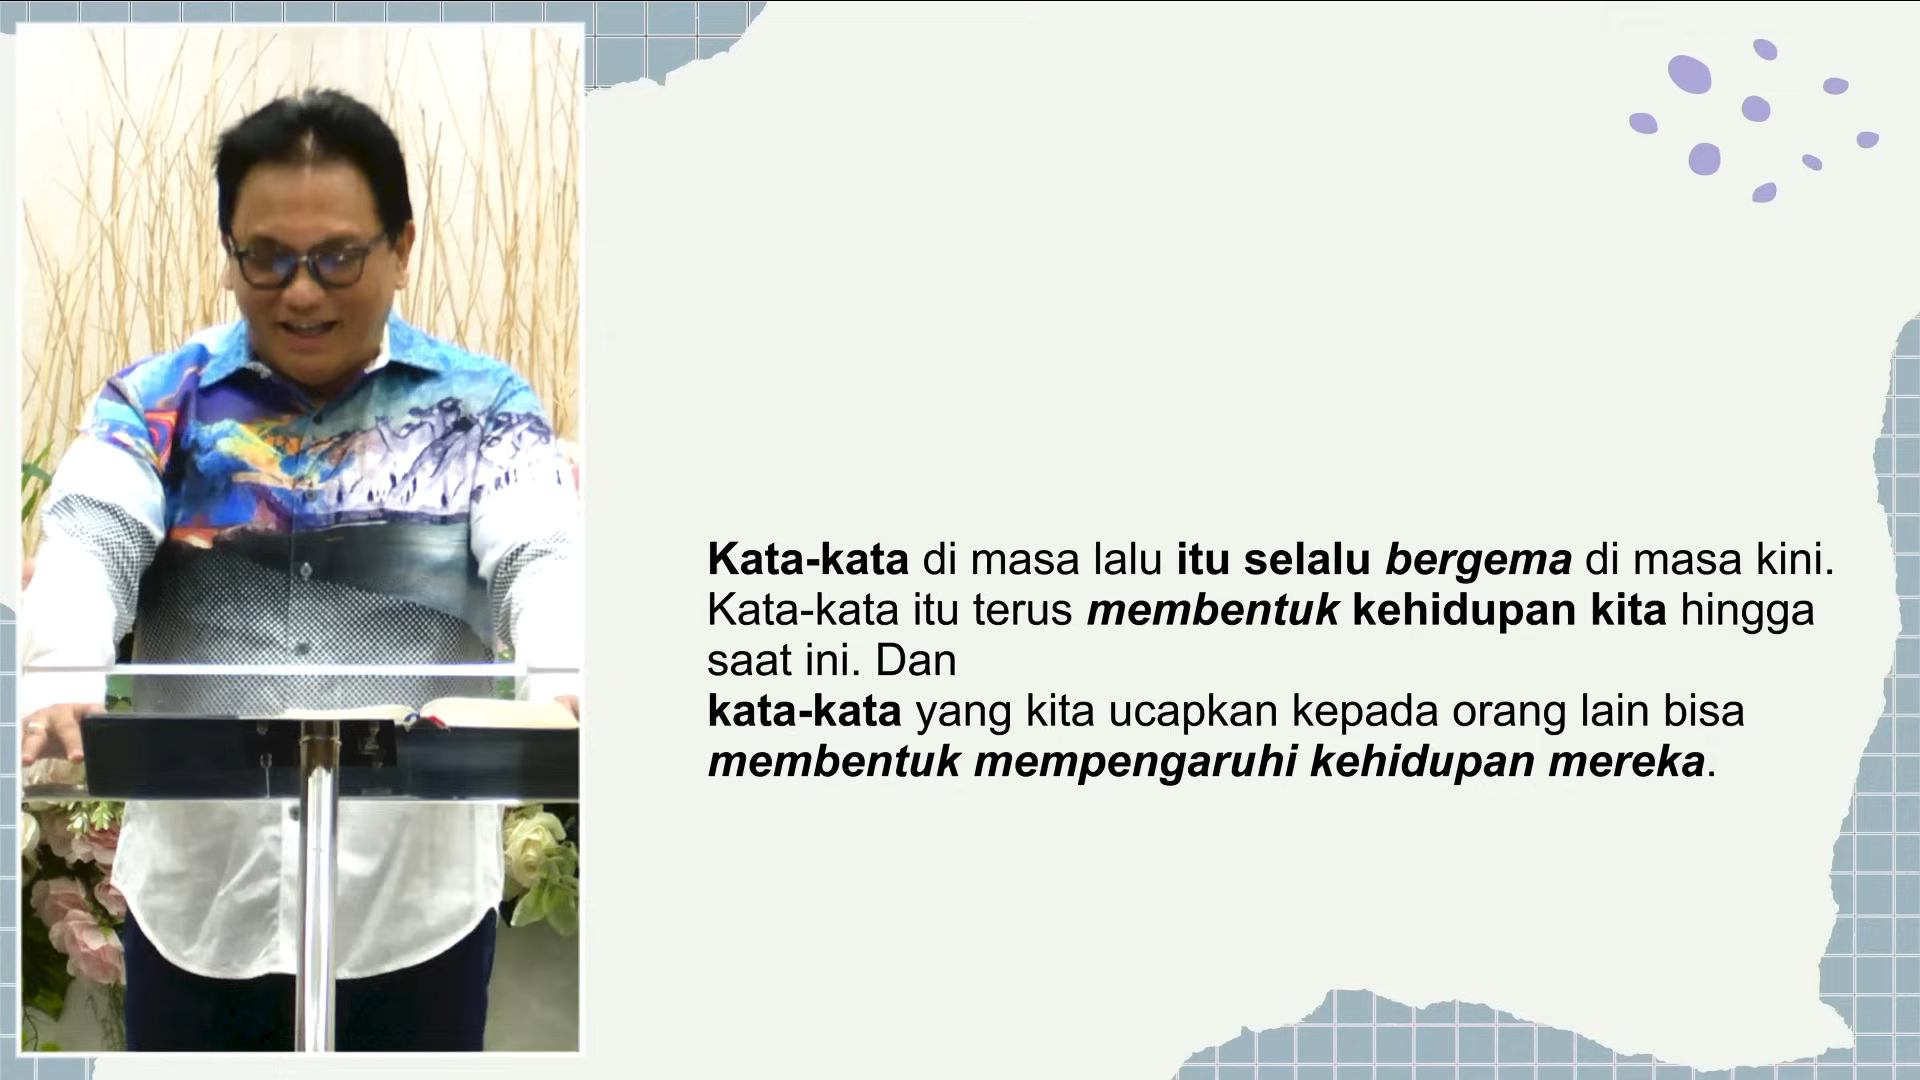 Kata-kata di masa lalu itu selalu bergema di masa kini.
Kata-kata itu terus membentuk kehidupan kita hingga
saat ini. Dan
kata-kata yang kita ucapkan kepada orang lain bisa
membentuk mempengaruhi kehidupan mereka.